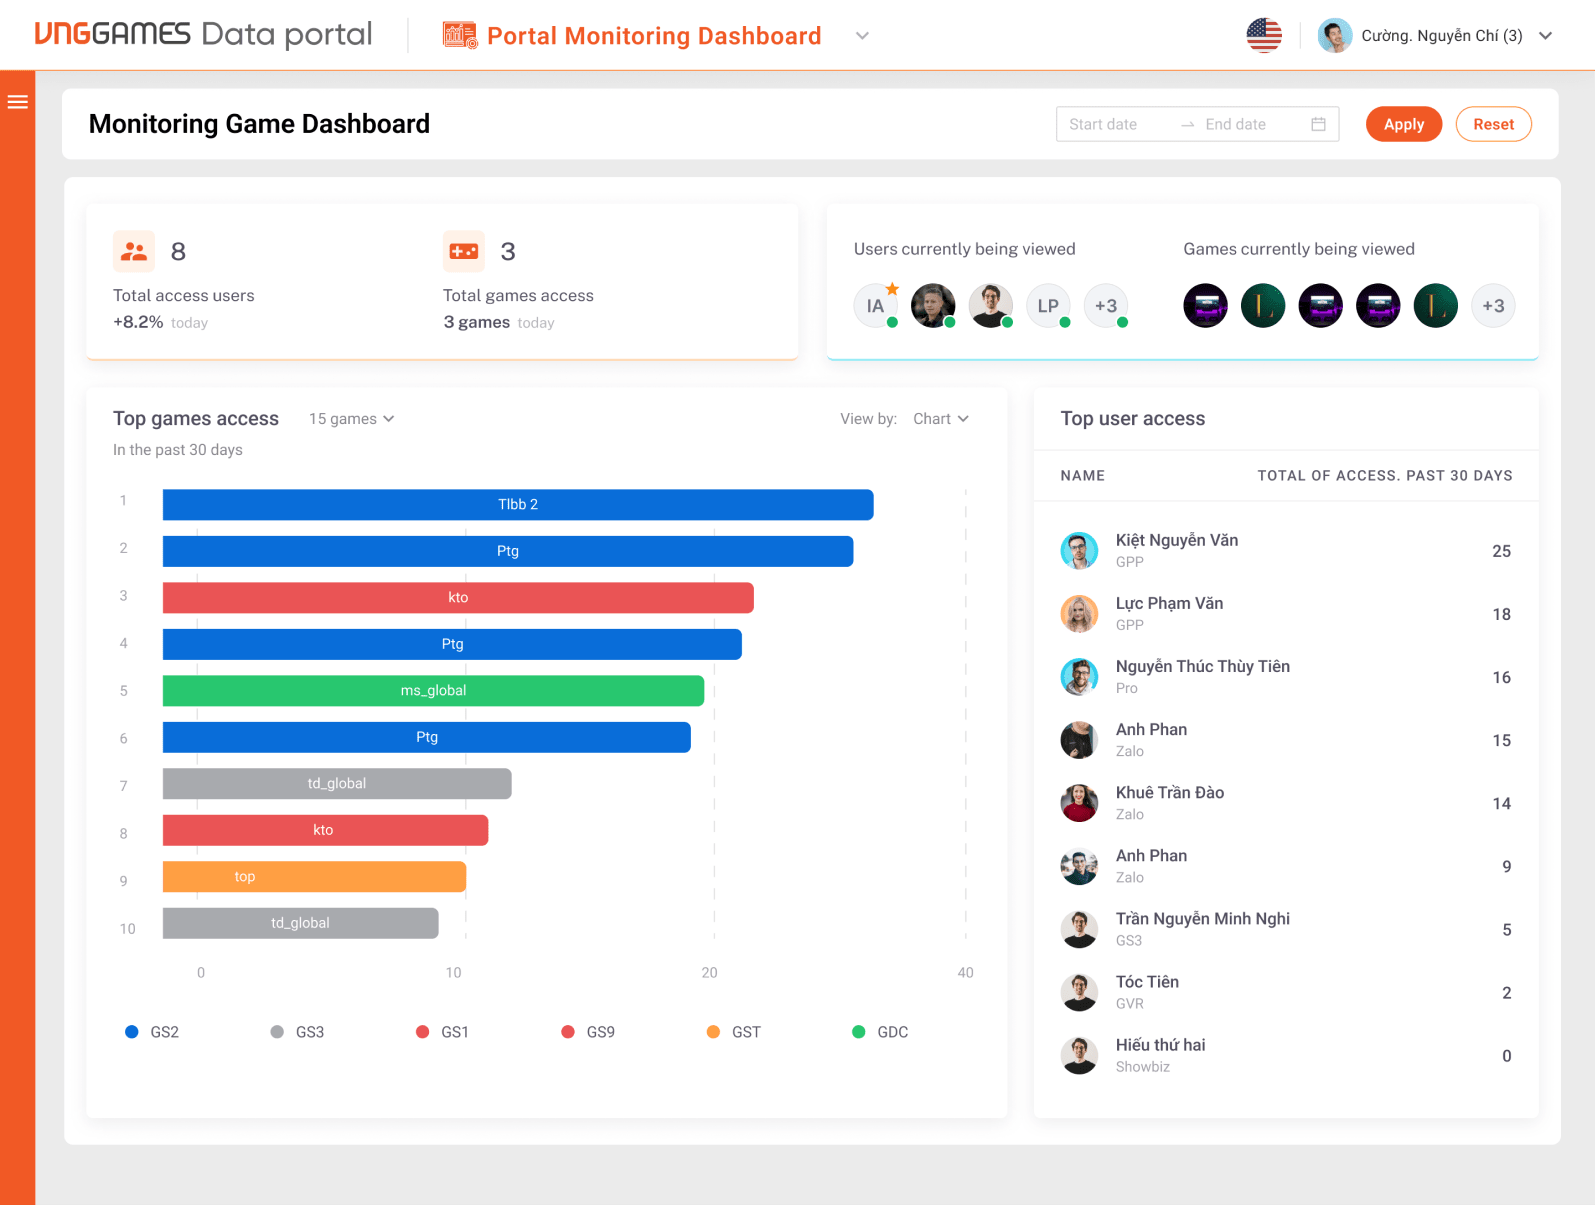 VNGGAMES Data portal
Portal Monitoring Dashboard
Cường. Nguyễn Chí (3)
Monitoring Game Dashboard
Start date → End date
Apply
Reset
8
Total access users
+8.2% today
3
Total games access
3 games today
Users currently being viewed
IA
LP
+3
Games currently being viewed
+3
Top games access
15 games
View by: Chart
In the past 30 days
1 Tlbb 2
2 Ptg
3 kto
4 Ptg
5 ms_global
6 Ptg
7 td_global
8 kto
9 top
10 td_global
0 10 20 40
GS2 GS3 GS1 GS9 GST GDC
Top user access
NAME TOTAL OF ACCESS. PAST 30 DAYS
Kiệt Nguyễn Văn
GPP
25
Lực Phạm Văn
GPP
18
Nguyễn Thúc Thùy Tiên
Pro
16
Anh Phan
Zalo
15
Khuê Trần Đào
Zalo
14
Anh Phan
Zalo
9
Trần Nguyễn Minh Nghi
GS3
5
Tóc Tiên
GVR
2
Hiếu thứ hai
Showbiz
0